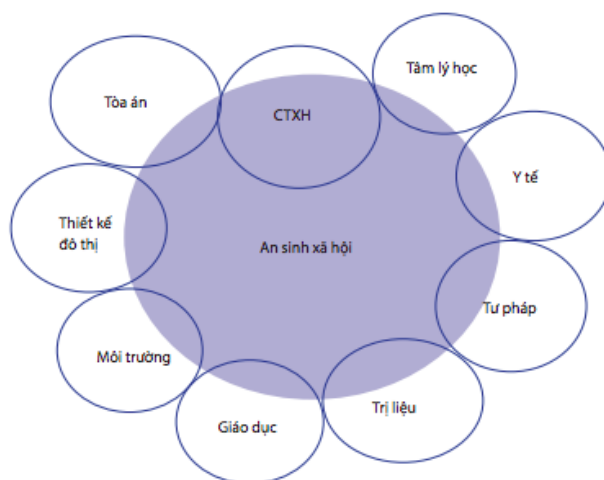 Tâm lý học
Tòa án
CTXH
Y tế
Thiết kế
đô thị
An sinh xã hội
Tư pháp
Môi trường
Trị liệu
Giáo dục